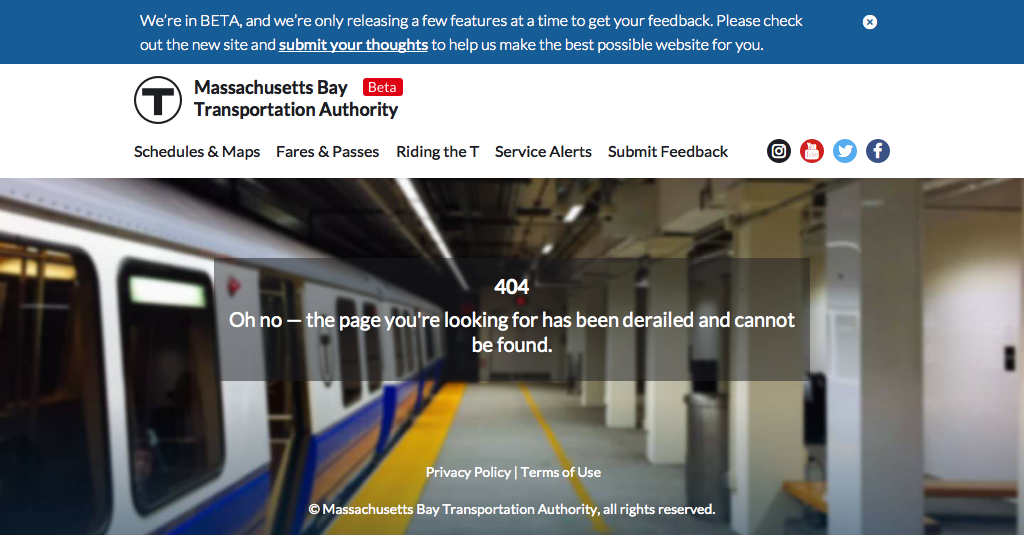 We're in BETA, and we're only releasing a few features at a time to get your feedback. Please check
out the new site and submit your thoughts to help us make the best possible website for you.
T
Massachusetts Bay Beta
Transportation Authority
Schedules & Maps Fares & Passes Riding the T Service Alerts Submit Feedback
404
Oh no — the page you're looking for has been derailed and cannot
be found.
Privacy Policy | Terms of Use
© Massachusetts Bay Transportation Authority, all rights reserved.